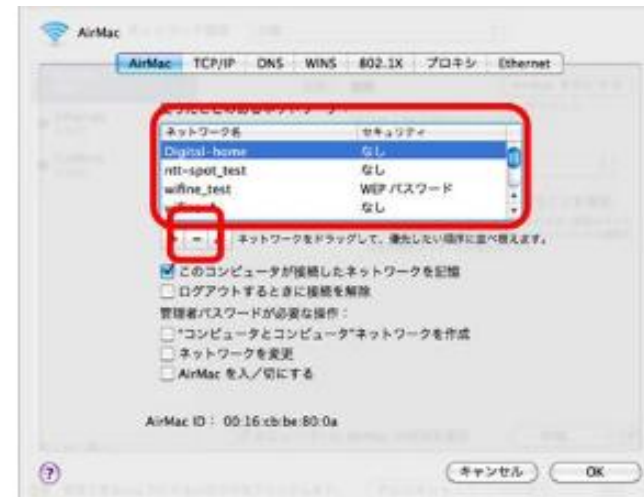 AirMac
AirMac TCP/IP DNS WINS 802.1X プロキシ Ethernet
ネットワーク名 セキュリティ
Digital-home なし
ntt-spot_test なし
wifine_test WEP パスワード
なし
ネットワークをドラッグして、優先したい順序に並べ替えます。
このコンピュータが接続したネットワークを記憶
ログアウトするときに接続を解除
管理者パスワードが必要な操作：
"コンピュータとコンピュータ"ネットワークを作成
ネットワークを変更
AirMac を入／切にする
AirMac ID： 00:16:cb:be:80:0a
? キャンセル OK